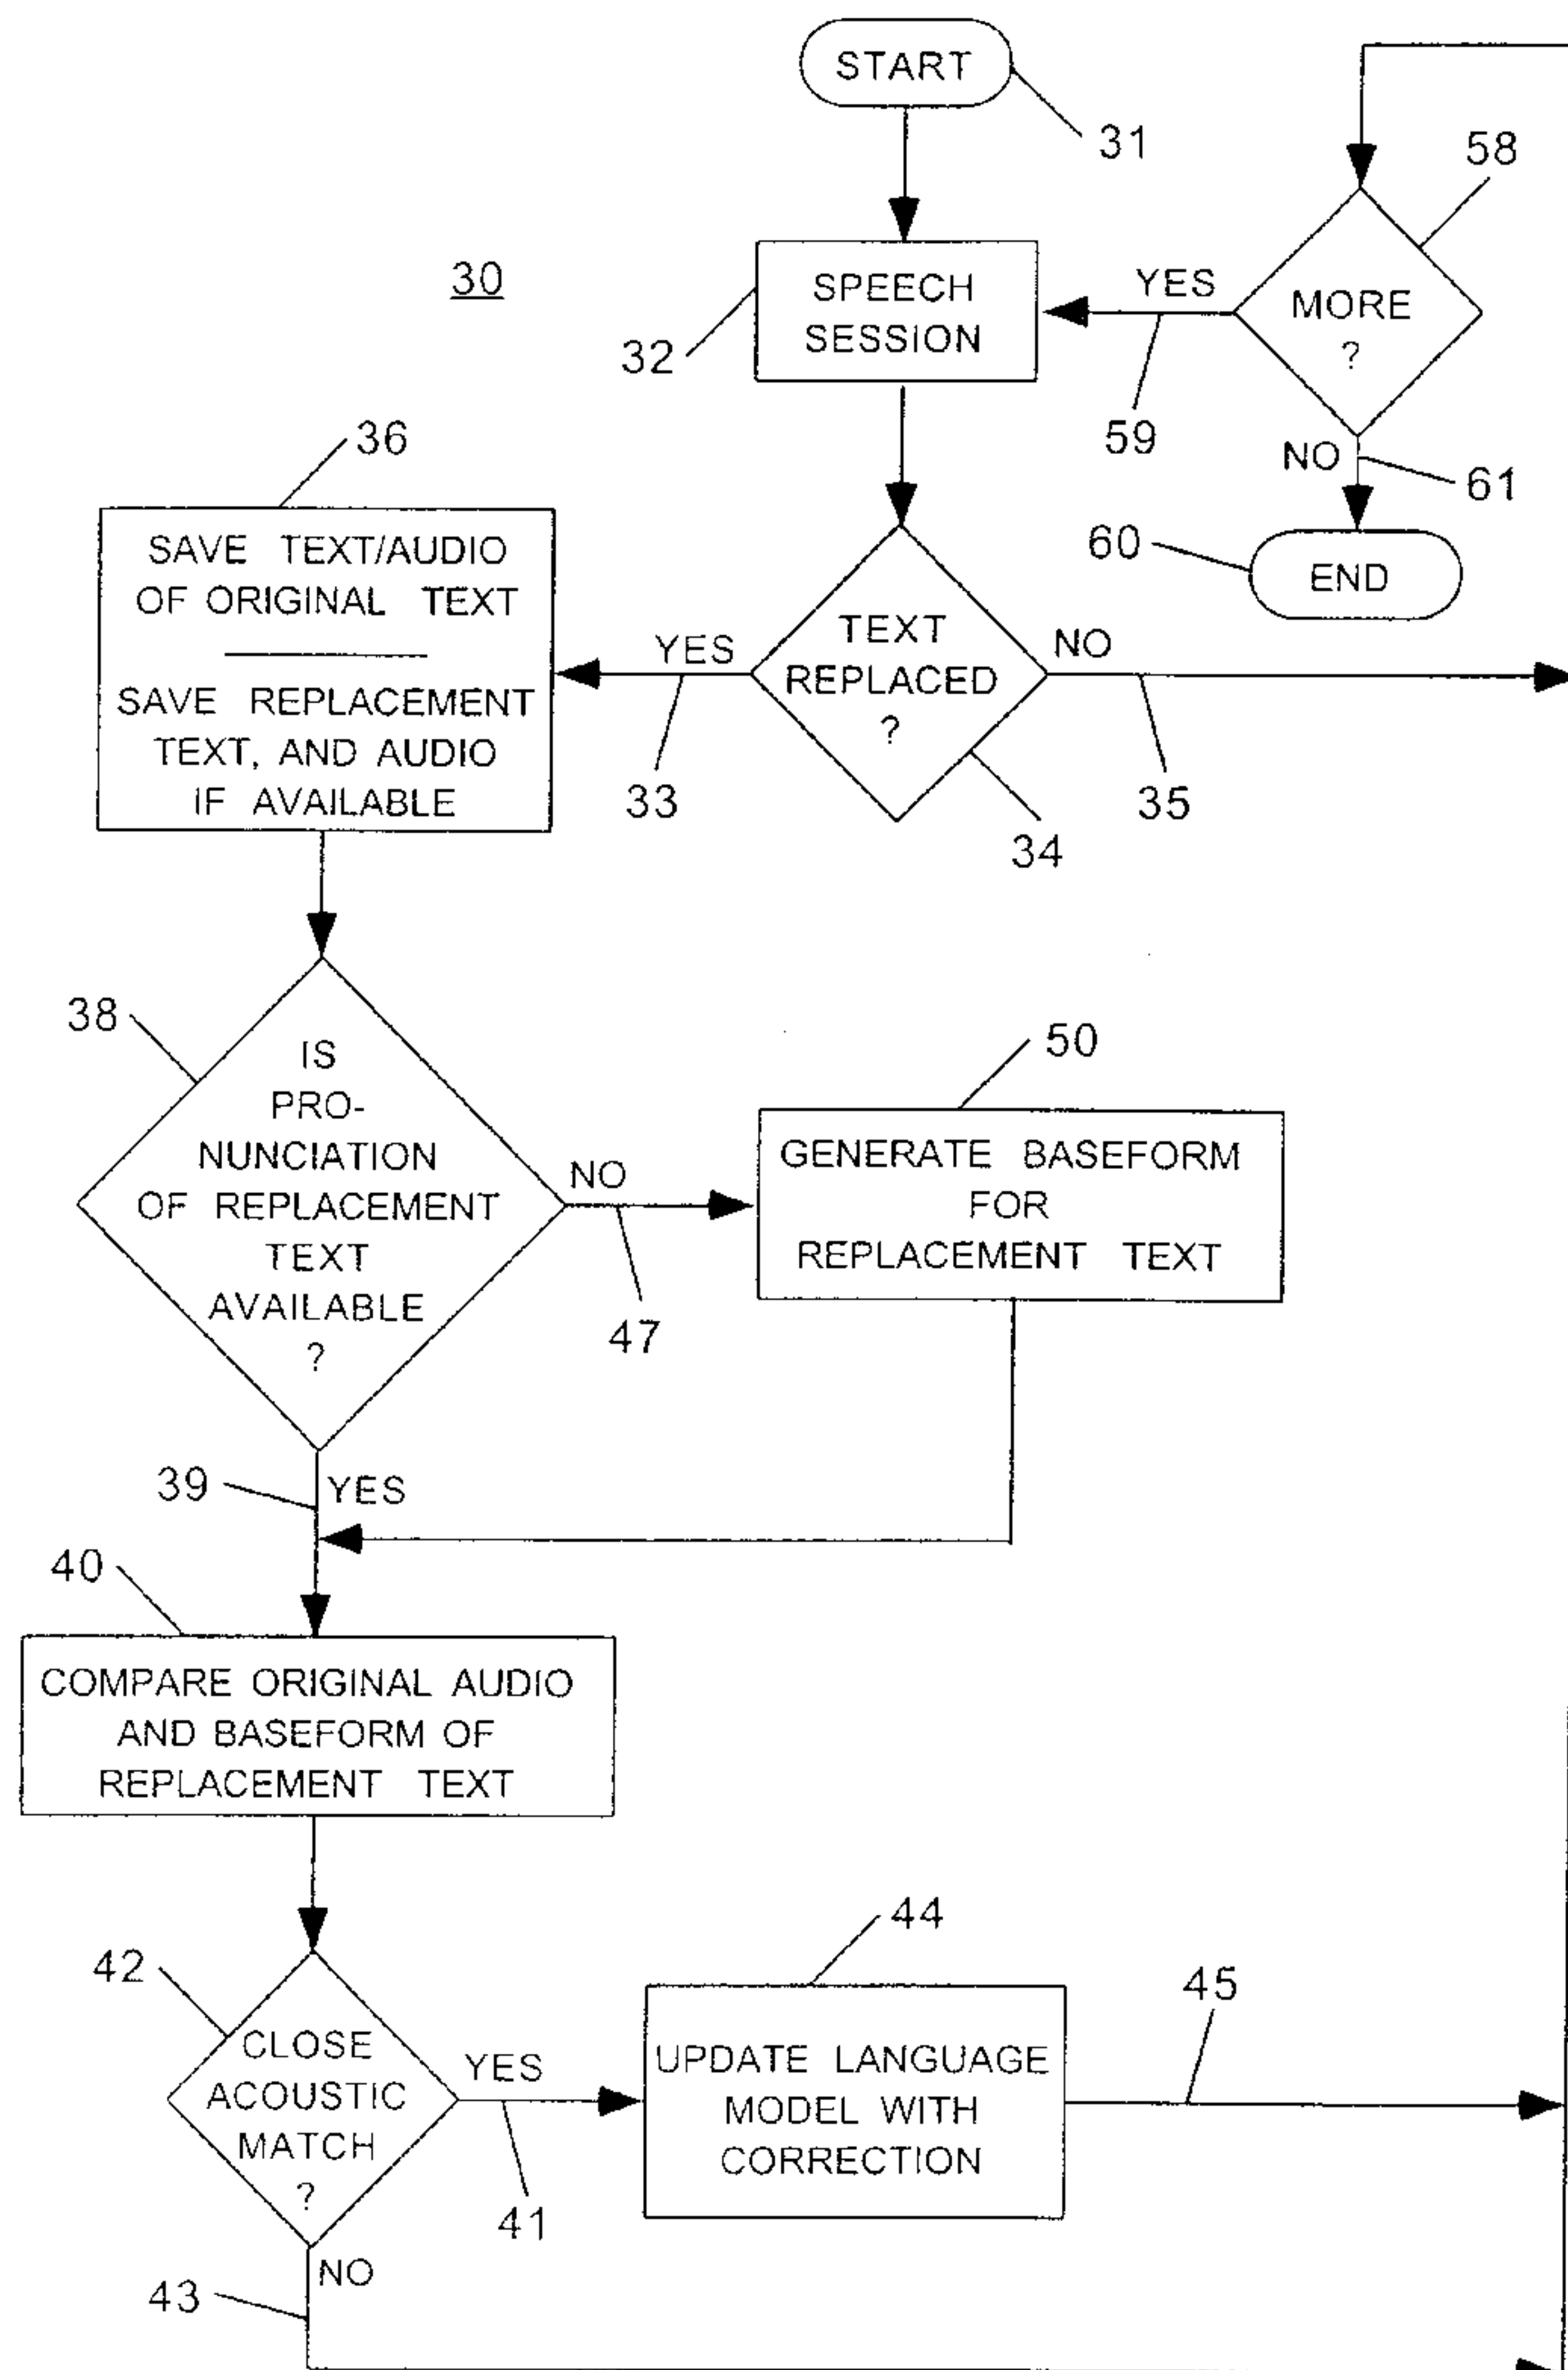 START
31
58
30
SPEECH
SESSION
32
YES
MORE
?
59
NO
61
60
END
36
SAVE TEXT/AUDIO
OF ORIGINAL TEXT
SAVE REPLACEMENT
TEXT, AND AUDIO
IF AVAILABLE
YES
33
TEXT
REPLACED
?
NO
35
34
38
IS
PRO-
NUNCIATION
OF REPLACEMENT
TEXT
AVAILABLE
?
NO
47
50
GENERATE BASEFORM
FOR
REPLACEMENT TEXT
39
YES
40
COMPARE ORIGINAL AUDIO
AND BASEFORM OF
REPLACEMENT TEXT
42
CLOSE
ACOUSTIC
MATCH
?
YES
41
44
UPDATE LANGUAGE
MODEL WITH
CORRECTION
45
NO
43